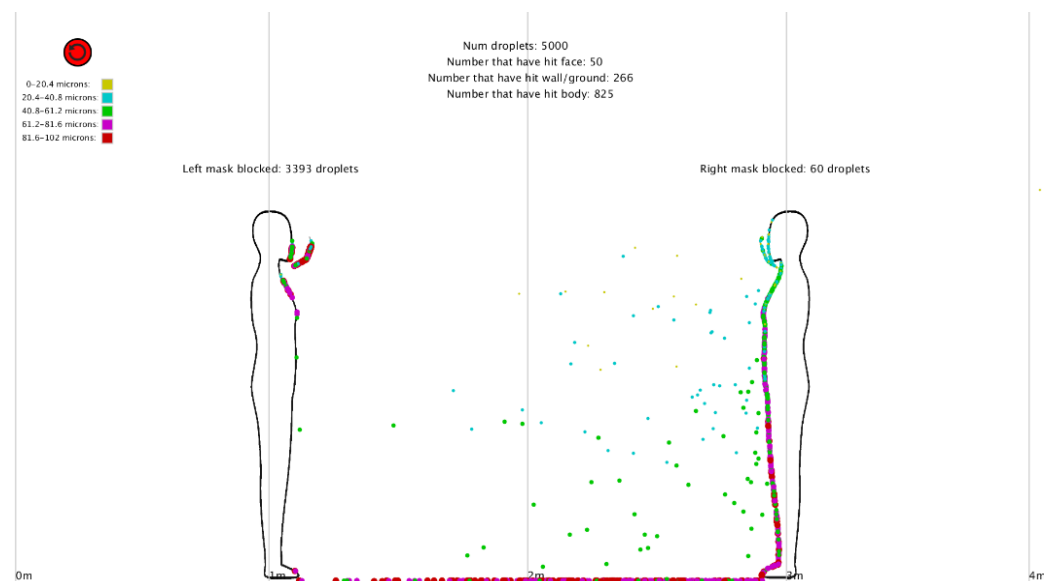 Num droplets: 5000
Number that have hit face: 50
Number that have hit wall/ground: 266
Number that have hit body: 825
0-20.4 microns:
20.4-40.8 microns:
40.8-61.2 microns:
61.2-81.6 microns:
81.6-102 microns:
Left mask blocked: 3393 droplets
Right mask blocked: 60 droplets
0m
1m
2m
3m
4m